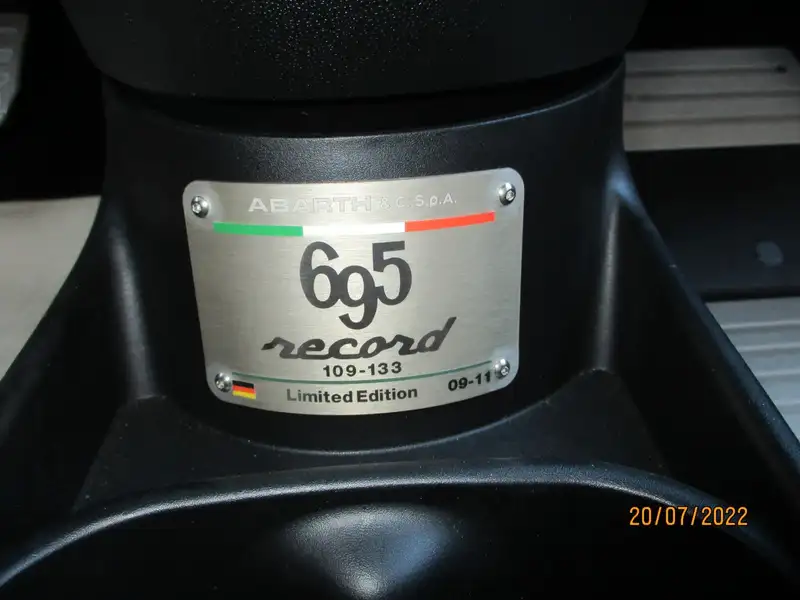 ABARTH & C. S.p.A.
695
record
109-133
Limited Edition
09-11
20/07/2022